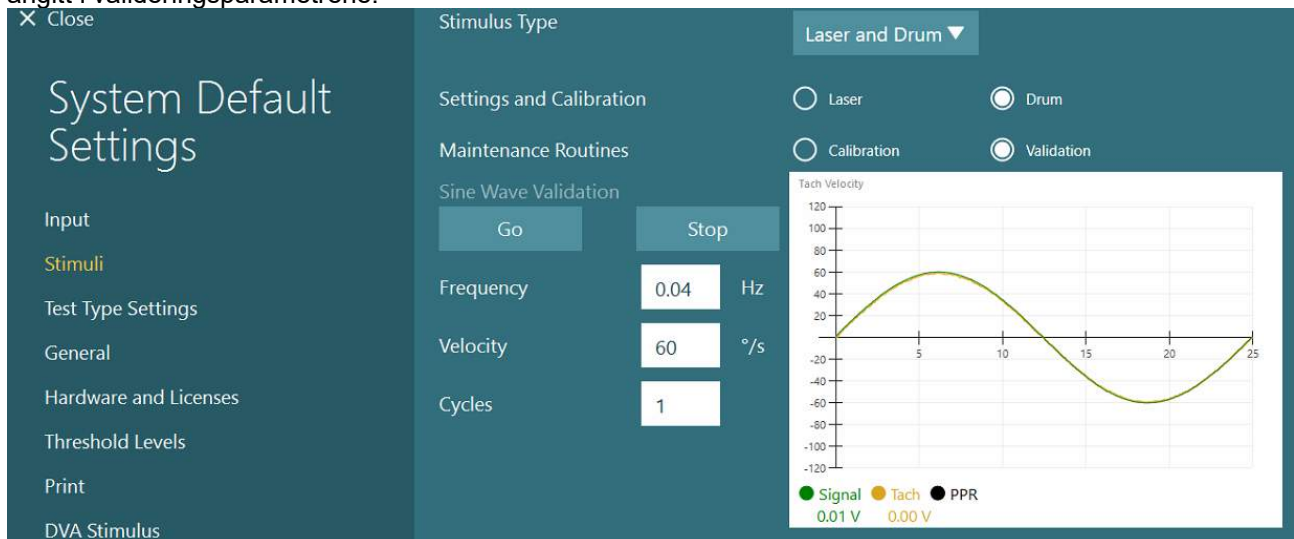 angitt i valideringsparametrene.
✕ Close
System Default
Settings
Input
Stimuli
Test Type Settings
General
Hardware and Licenses
Threshold Levels
Print
DVA Stimulus
Stimulus Type
Laser and Drum ▼
Settings and Calibration
Laser
Drum
Maintenance Routines
Calibration
Validation
Sine Wave Validation
Go
Stop
Frequency
0.04 Hz
Velocity
60 °/s
Cycles
1
Tach Velocity
120
100
80
60
40
20
5 10 15 20 25
-20
-40
-60
-80
-100
-120
Signal Tach PPR
0.01 V 0.00 V